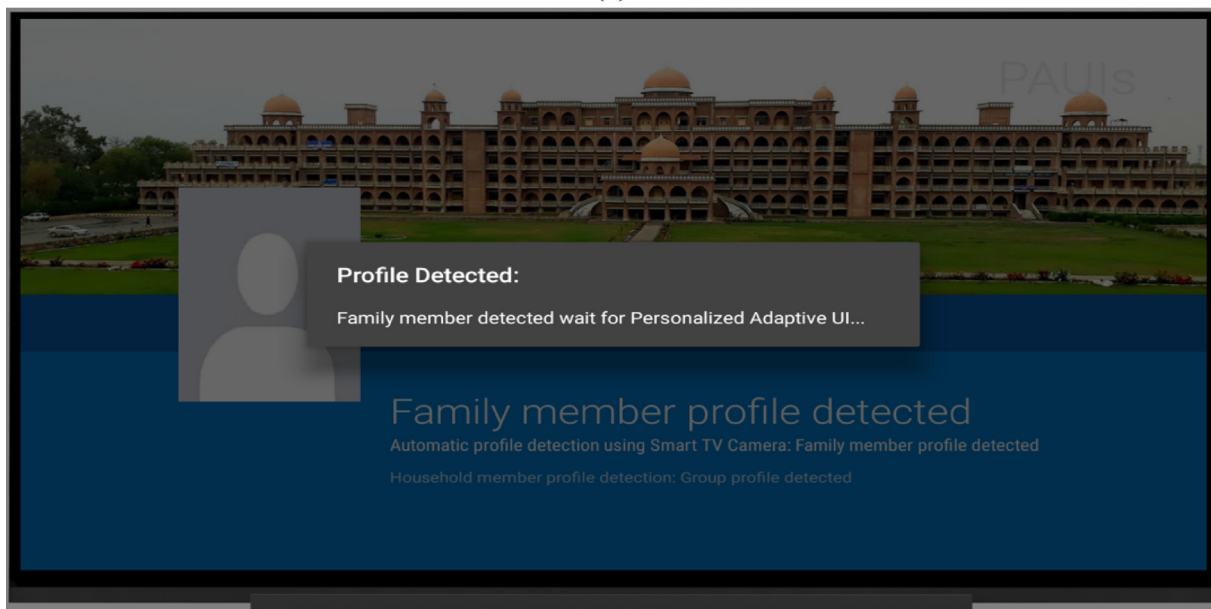 PAUIs
Profile Detected:
Family member detected wait for Personalized Adaptive UI...
Family member profile detected
Automatic profile detection using Smart TV Camera: Family member profile detected
Household member profile detection: Group profile detected